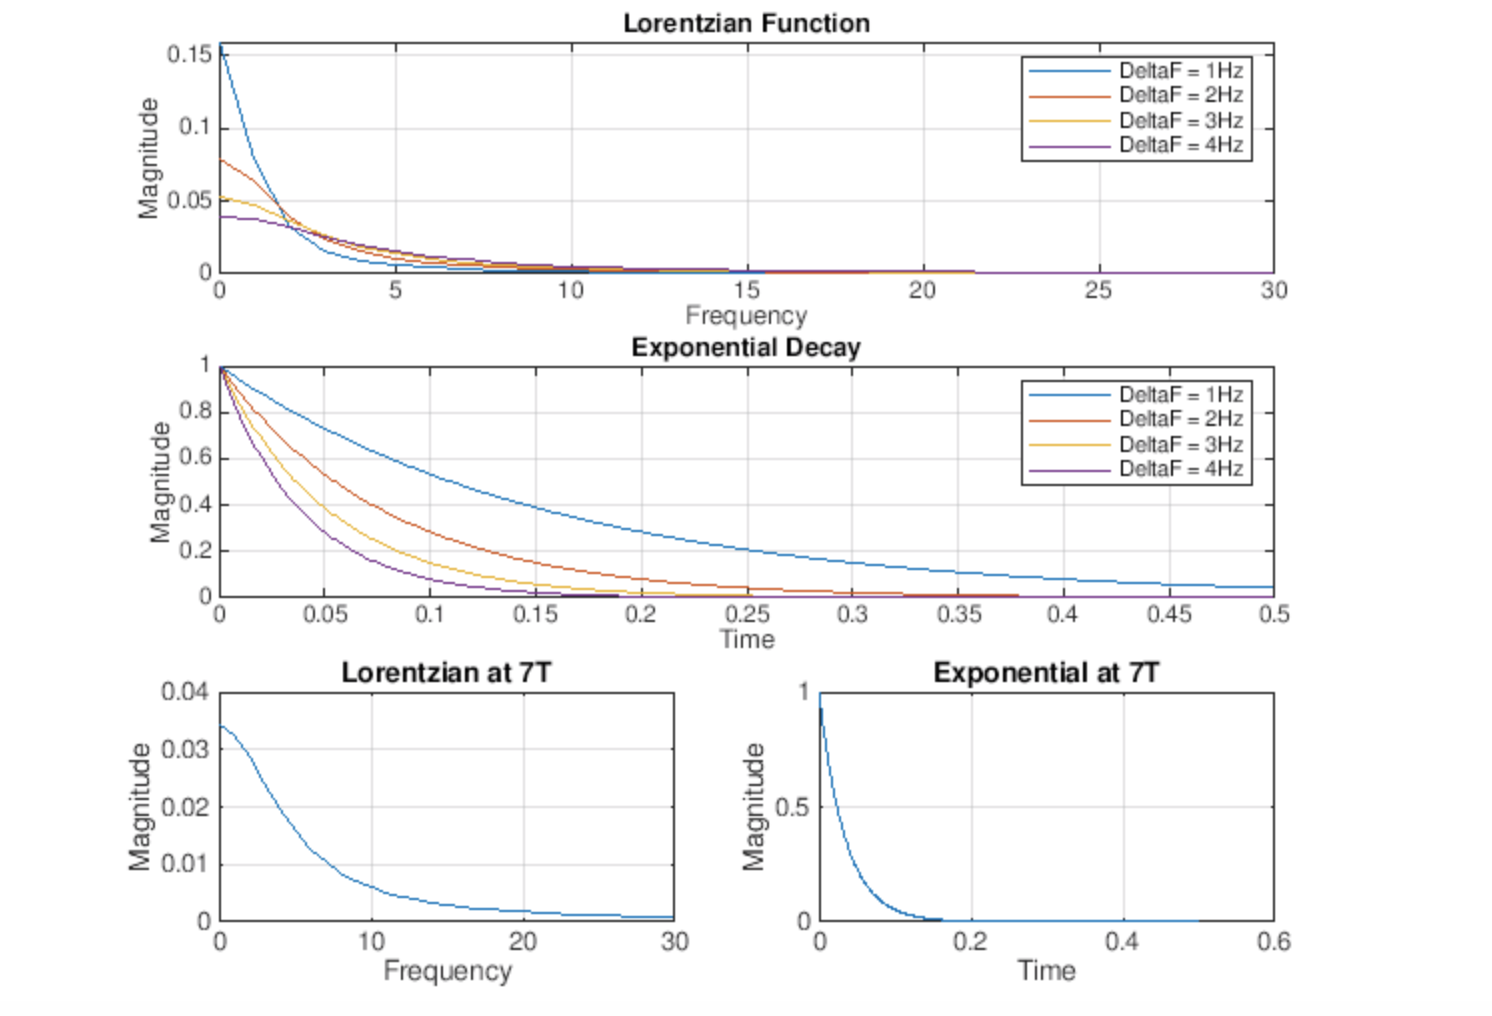 Lorentzian Function
0.15
0.1
0.05
0
Magnitude
DeltaF = 1Hz
DeltaF = 2Hz
DeltaF = 3Hz
DeltaF = 4Hz
0 5 10 15 20 25 30
Frequency
Exponential Decay
1
0.8
0.6
0.4
0.2
0
Magnitude
DeltaF = 1Hz
DeltaF = 2Hz
DeltaF = 3Hz
DeltaF = 4Hz
0 0.05 0.1 0.15 0.2 0.25 0.3 0.35 0.4 0.45 0.5
Time
Lorentzian at 7T
0.04
0.03
0.02
0.01
0
Magnitude
0 10 20 30
Frequency
Exponential at 7T
1
0.5
0
Magnitude
0 0.2 0.4 0.6
Time